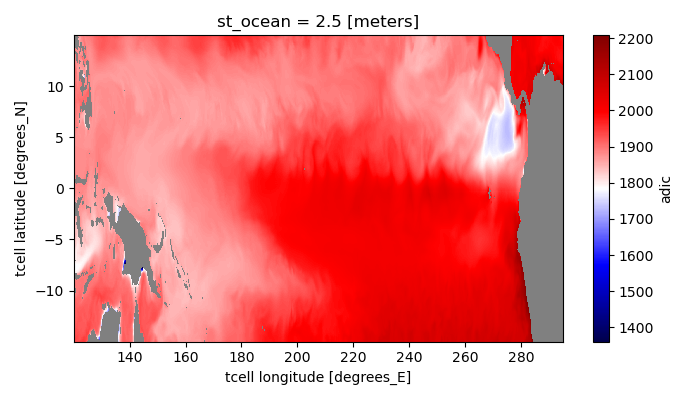 st_ocean = 2.5 [meters]
10
5
0
−5
−10
tcell latitude [degrees_N]
140 160 180 200 220 240 260 280
tcell longitude [degrees_E]
2200
2100
2000
1900
1800
1700
1600
1500
1400
adic